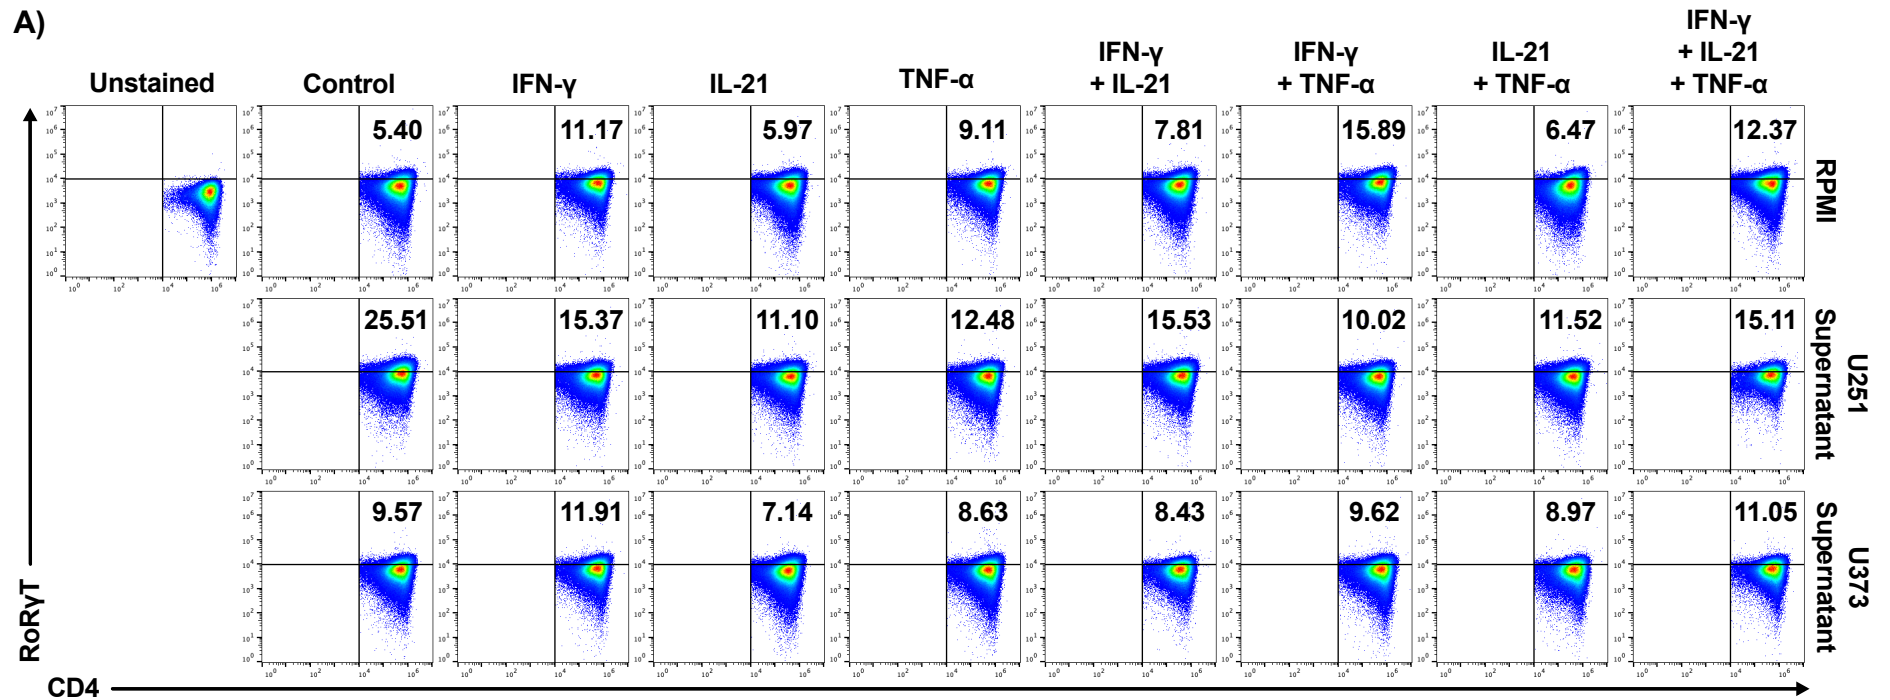 A)
Unstained
Control
IFN-γ
IL-21
TNF-α
IFN-γ
+ IL-21
IFN-γ
+ TNF-α
IL-21
+ TNF-α
IFN-γ
+ IL-21
+ TNF-α
5.40
11.17
5.97
9.11
7.81
15.89
6.47
12.37
RPMI
25.51
15.37
11.10
12.48
15.53
10.02
11.52
15.11
U251
Supernatant
9.57
11.91
7.14
8.63
8.43
9.62
8.97
11.05
U373
Supernatant
RoRγT
CD4